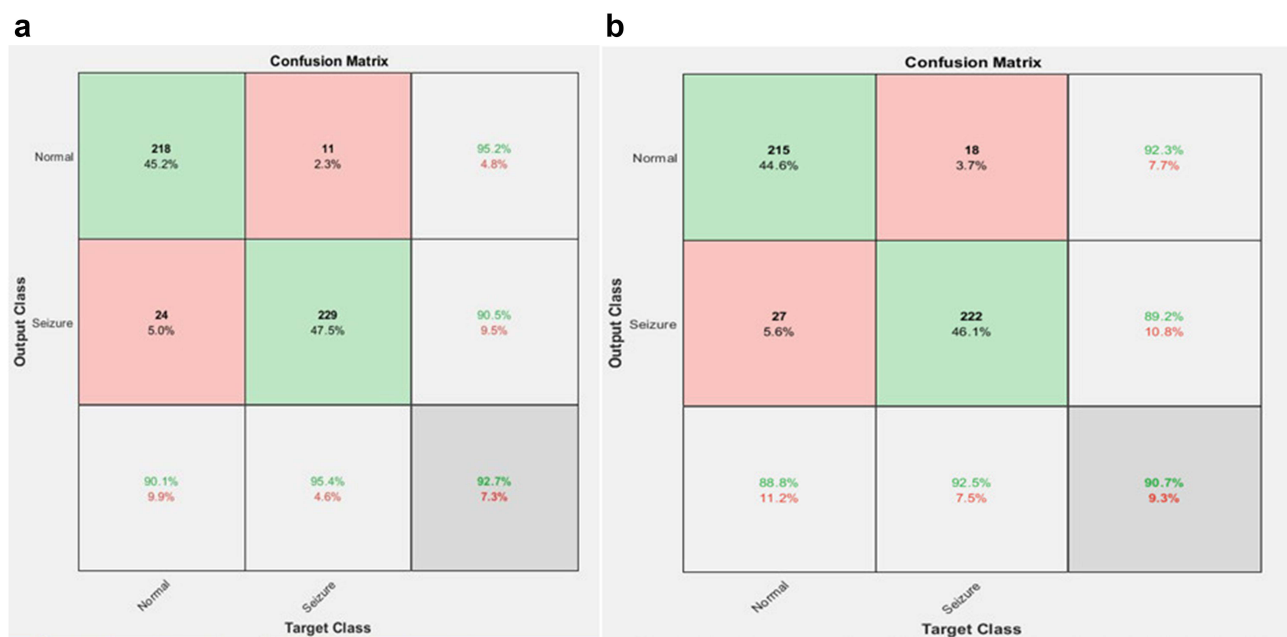 a
Confusion Matrix
218
45.2%
11
2.3%
95.2%
4.8%
Normal
24
5.0%
229
47.5%
90.5%
9.5%
Seizure
90.1%
9.9%
95.4%
4.6%
92.7%
7.3%
Normal
Seizure
Output Class
Target Class
b
Confusion Matrix
215
44.6%
18
3.7%
92.3%
7.7%
Normal
27
5.6%
222
46.1%
89.2%
10.8%
Seizure
88.8%
11.2%
92.5%
7.5%
90.7%
9.3%
Normal
Seizure
Output Class
Target Class